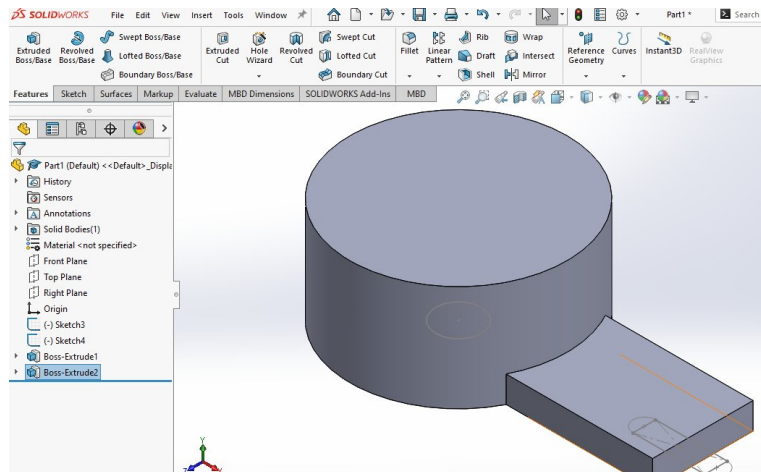 SOLIDWORKS File Edit View Insert Tools Window Part1 * Search
Extruded Boss/Base
Revolved Boss/Base
Swept Boss/Base
Lofted Boss/Base
Boundary Boss/Base
Extruded Cut
Hole Wizard
Revolved Cut
Swept Cut
Lofted Cut
Boundary Cut
Fillet
Linear Pattern
Rib
Draft
Shell
Wrap
Intersect
Mirror
Reference Geometry
Curves
Instant3D
RealView Graphics
Features Sketch Surfaces Markup Evaluate MBD Dimensions SOLIDWORKS Add-Ins MBD
Part1 (Default) <<Default>_Displa
History
Sensors
Annotations
Solid Bodies(1)
Material <not specified>
Front Plane
Top Plane
Right Plane
Origin
(-) Sketch3
(-) Sketch4
Boss-Extrude1
Boss-Extrude2
Y